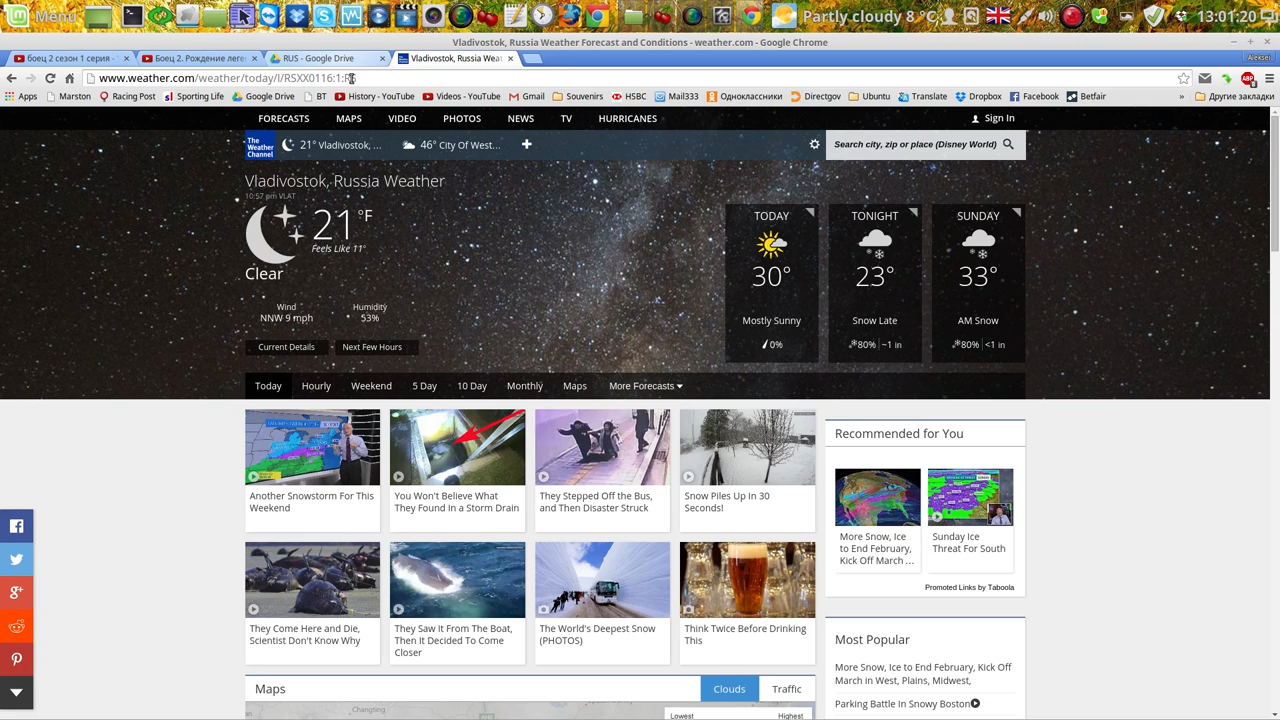 Menu
Partly cloudy 8 °C
13:01:20
Vladivostok, Russia Weather Forecast and Conditions - weather.com - Google Chrome
Aleksei
боец 2 сезон 1 серия -
Боец 2. Рождение леге
RUS - Google Drive
Vladivostok, Russia Weat
www.weather.com/weather/today/l/RSXX0116:1:R
Apps
Marston
Racing Post
Sporting Life
Google Drive
BT
History - YouTube
Videos - YouTube
Gmail
Souvenirs
HSBC
Mail333
Одноклассники
Directgov
Ubuntu
Translate
Dropbox
Facebook
Betfair
»
Другие закладки
FORECASTS
MAPS
VIDEO
PHOTOS
NEWS
TV
HURRICANES
Sign In
The Weather Channel
21° Vladivostok, ...
46° City Of West...
Search city, zip or place (Disney World)
Vladivostok, Russia Weather
10:57 pm VLAT
21 °F
Feels Like 11°
Clear
Wind
NNW 9 mph
Humidity
53%
Current Details
Next Few Hours
TODAY
30°
Mostly Sunny
0%
TONIGHT
23°
Snow Late
80% ~1 in
SUNDAY
33°
AM Snow
80% <1 in
Today
Hourly
Weekend
5 Day
10 Day
Monthly
Maps
More Forecasts
Another Snowstorm For This
Weekend
You Won't Believe What
They Found In a Storm Drain
They Stepped Off the Bus,
and Then Disaster Struck
Snow Piles Up In 30
Seconds!
They Come Here and Die,
Scientist Don't Know Why
They Saw It From The Boat,
Then It Decided To Come
Closer
The World's Deepest Snow
(PHOTOS)
Think Twice Before Drinking
This
Recommended for You
More Snow, Ice
to End February,
Kick Off March ...
Sunday Ice
Threat For South
Promoted Links by Taboola
Most Popular
More Snow, Ice to End February, Kick Off
March in West, Plains, Midwest,
Parking Battle In Snowy Boston
Maps
Clouds
Traffic
Changting
Lowest
Highest